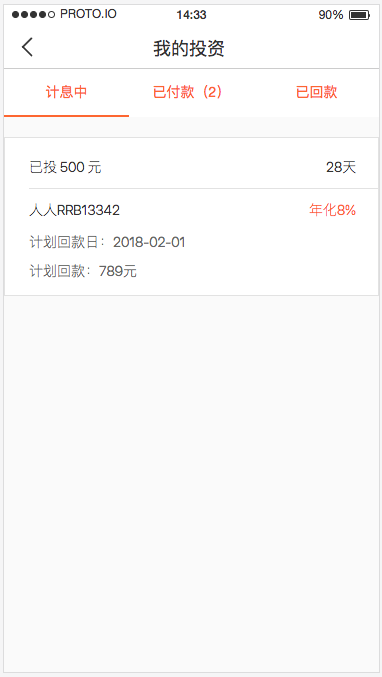 PROTO.IO 14:33 90%
我的投资
计息中 已付款（2） 已回款
已投 500 元 28天
人人RRB13342 年化8%
计划回款日：2018-02-01
计划回款：789元